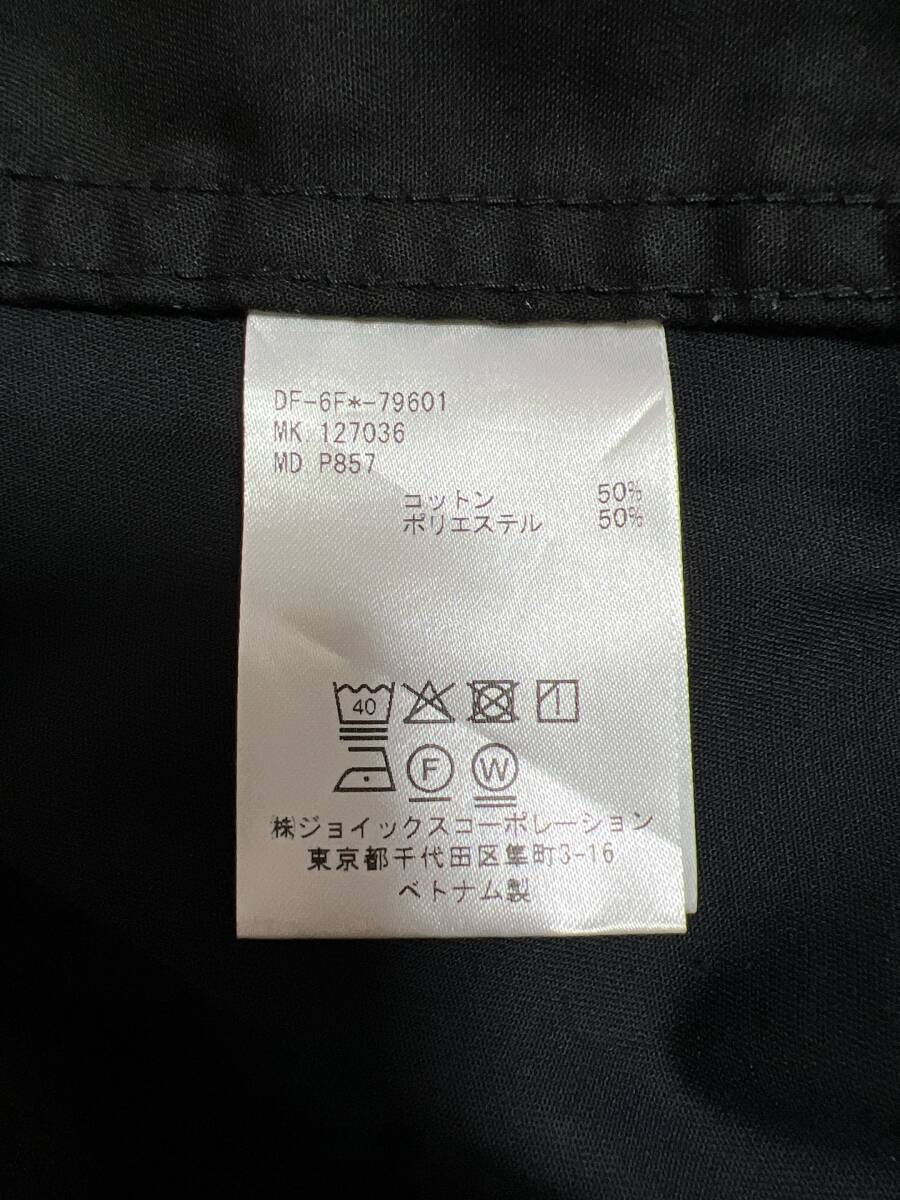 DF-6F*-79601
MK. 127036
MD P857
コットン 50%
ポリエステル 50%
40
F W
㈱ジョイックスコーポレーション
東京都千代田区隼町3-16
ベトナム製